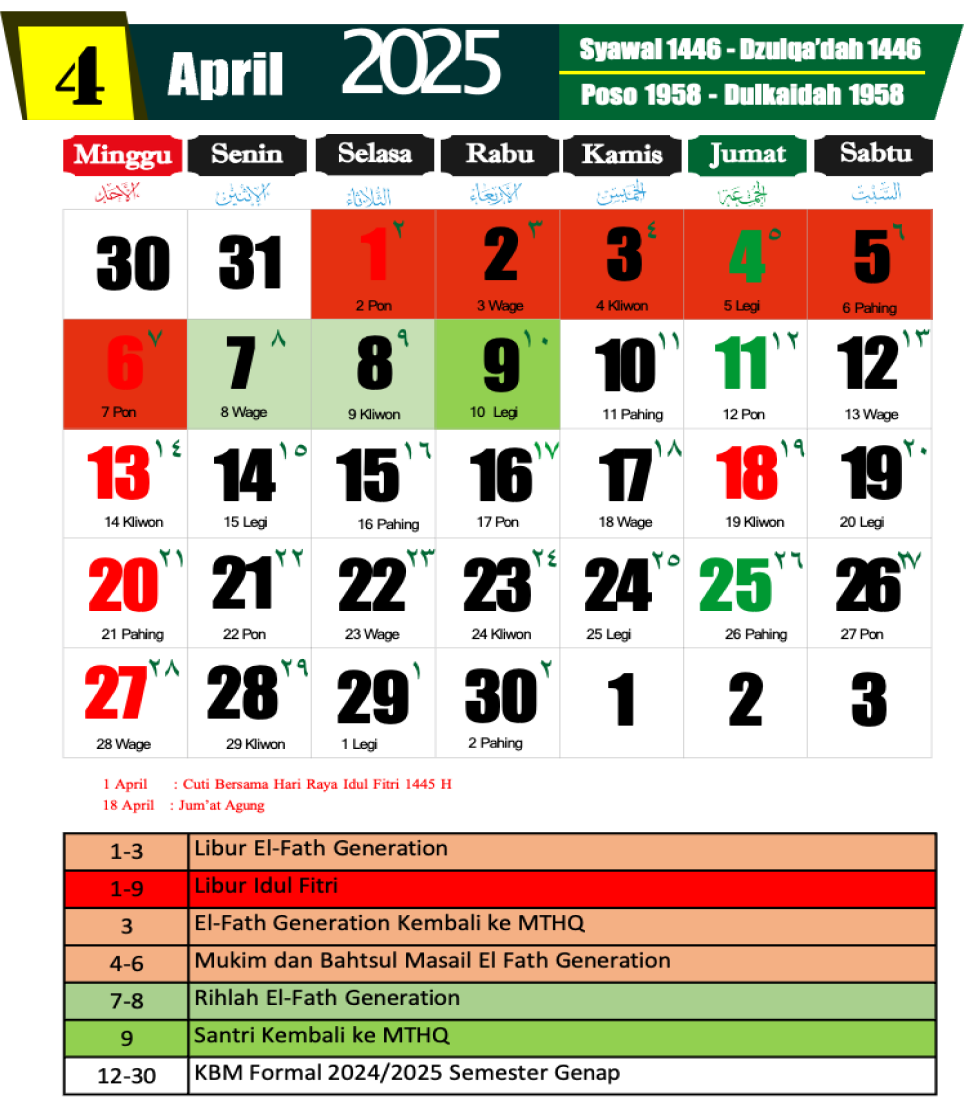 4 April 2025 Syawal 1446 - Dzulqa’dah 1446
Poso 1958 - Dulkaidah 1958
Minggu Senin Selasa Rabu Kamis Jumat Sabtu
الأحد الإثنين الثلاثاء الأربعاء الخميس الجمعة السبت
30 31 1 ٢ 2 ٣ 3 ٤ 4 ٥ 5 ٦
2 Pon 3 Wage 4 Kliwon 5 Legi 6 Pahing
6 ٧ 7 ٨ 8 ٩ 9 ١٠ 10 ١١ 11 ١٢ 12 ١٣
7 Pon 8 Wage 9 Kliwon 10 Legi 11 Pahing 12 Pon 13 Wage
13 ١٤ 14 ١٥ 15 ١٦ 16 ١٧ 17 ١٨ 18 ١٩ 19 ٢٠
14 Kliwon 15 Legi 16 Pahing 17 Pon 18 Wage 19 Kliwon 20 Legi
20 ٢١ 21 ٢٢ 22 ٢٣ 23 ٢٤ 24 ٢٥ 25 ٢٦ 26 ٢٧
21 Pahing 22 Pon 23 Wage 24 Kliwon 25 Legi 26 Pahing 27 Pon
27 ٢٨ 28 ٢٩ 29 ١ 30 ٢ 1 2 3
28 Wage 29 Kliwon 1 Legi 2 Pahing
1 April : Cuti Bersama Hari Raya Idul Fitri 1445 H
18 April : Jum’at Agung
1-3 Libur El-Fath Generation
1-9 Libur Idul Fitri
3 El-Fath Generation Kembali ke MTHQ
4-6 Mukim dan Bahtsul Masail El Fath Generation
7-8 Rihlah El-Fath Generation
9 Santri Kembali ke MTHQ
12-30 KBM Formal 2024/2025 Semester Genap